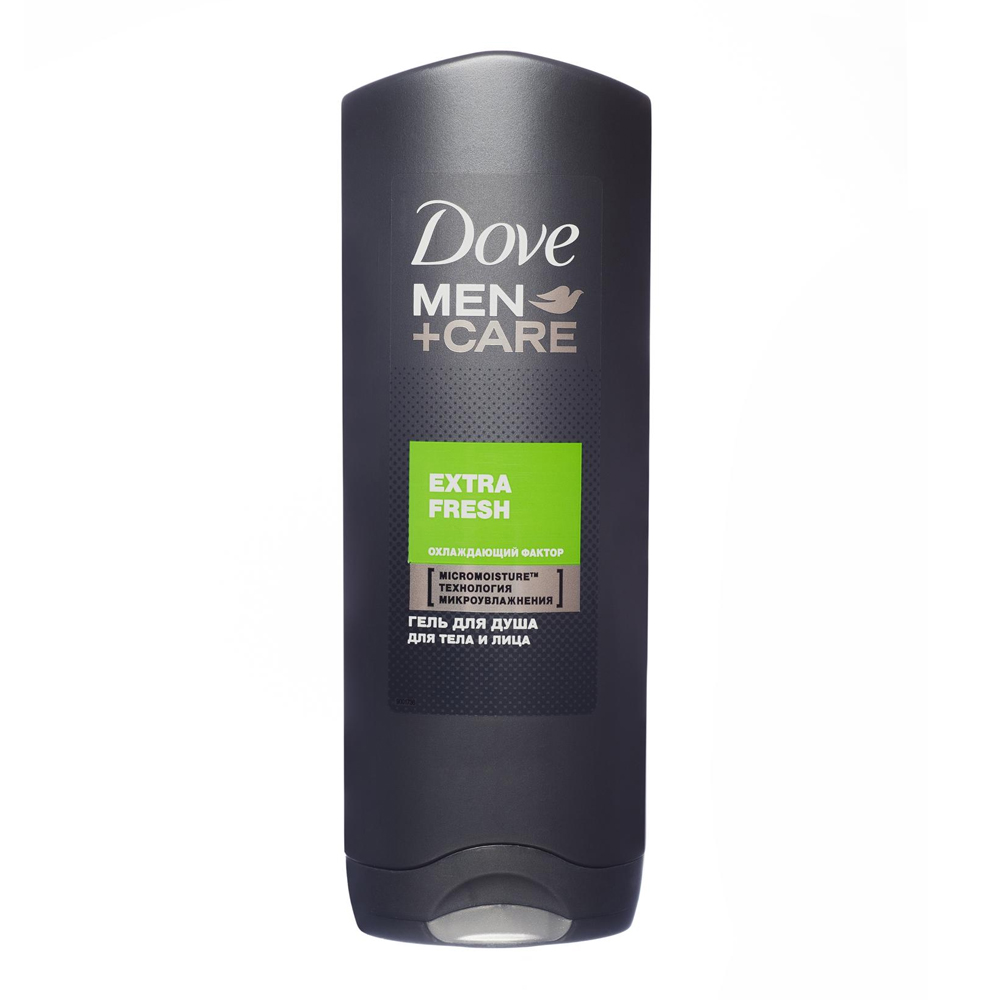 Dove
MEN
+CARE
EXTRA
FRESH
ОХЛАЖДАЮЩИЙ ФАКТОР
MICROMOISTURE™
ТЕХНОЛОГИЯ
МИКРОУВЛАЖНЕНИЯ
ГЕЛЬ ДЛЯ ДУША
ДЛЯ ТЕЛА И ЛИЦА